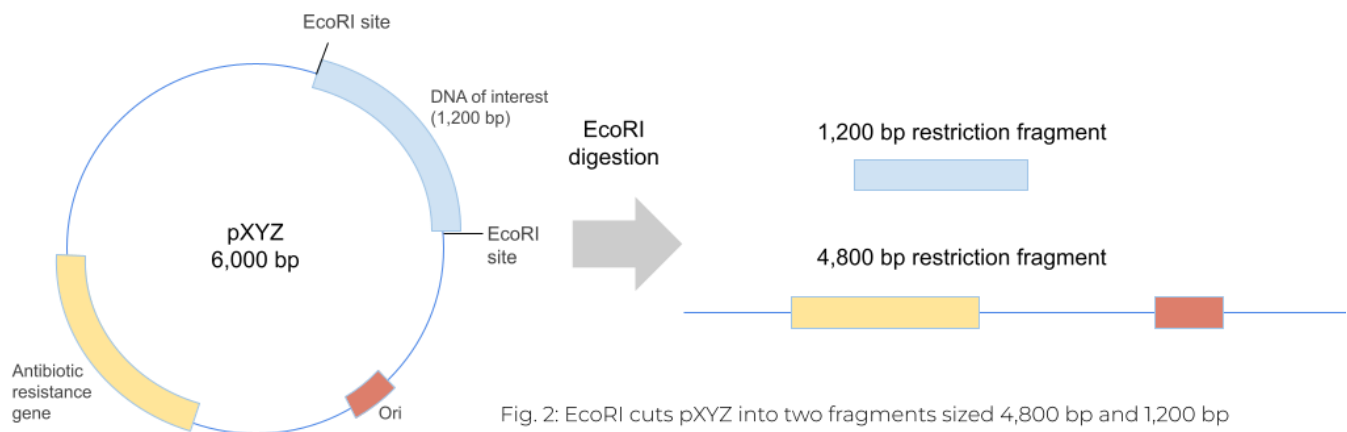 EcoRI site
DNA of interest
(1,200 bp)
EcoRI
digestion
1,200 bp restriction fragment
pXYZ
6,000 bp
EcoRI
site
4,800 bp restriction fragment
Antibiotic
resistance
gene
Ori
Fig. 2: EcoRI cuts pXYZ into two fragments sized 4,800 bp and 1,200 bp